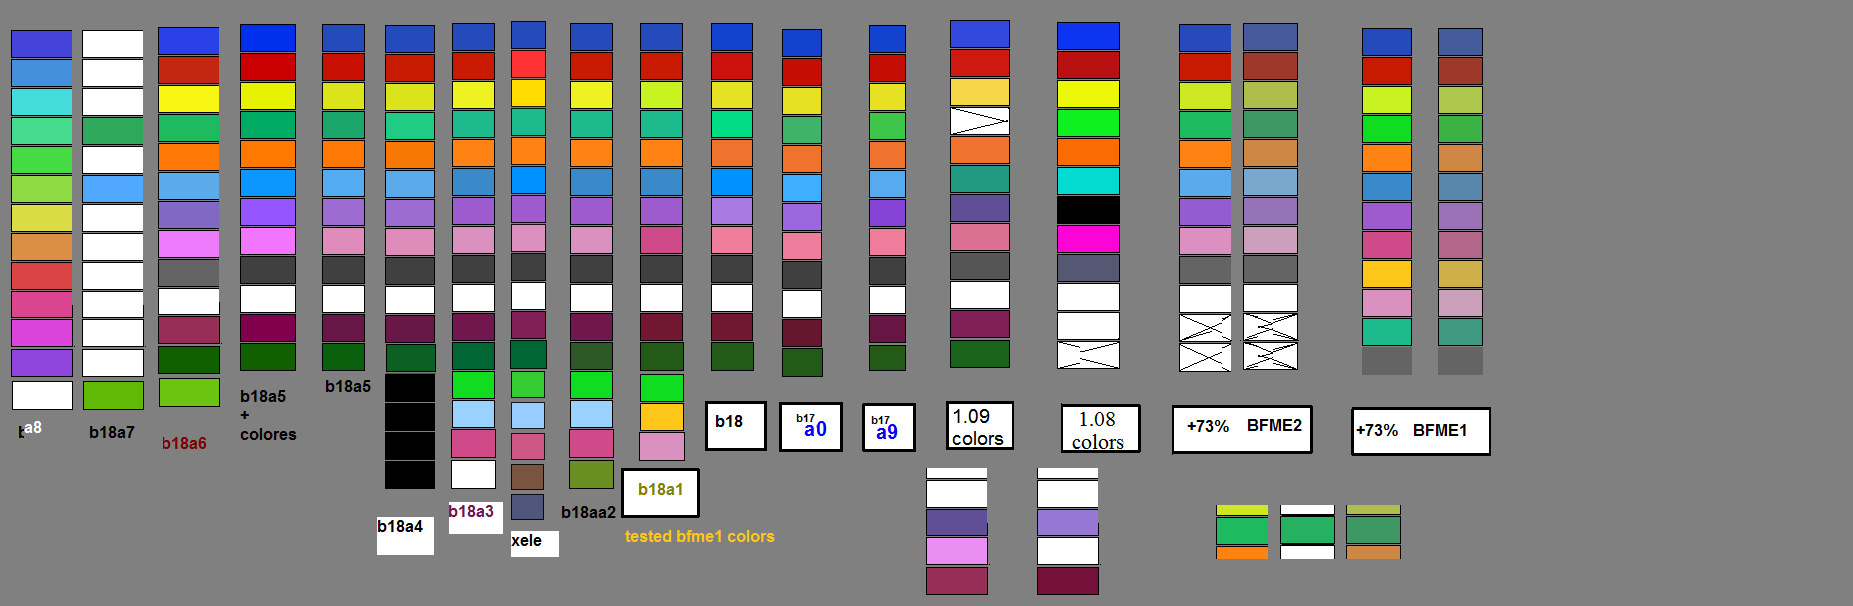 a8
b18a7
b18a6
b18a5
+
colores
b18a5
b18a4
b18a3
xele
b18aa2
b18a1
tested bfme1 colors
b18
b17
a0
b17
a9
1.09
colors
1.08
colors
+73% BFME2
+73% BFME1